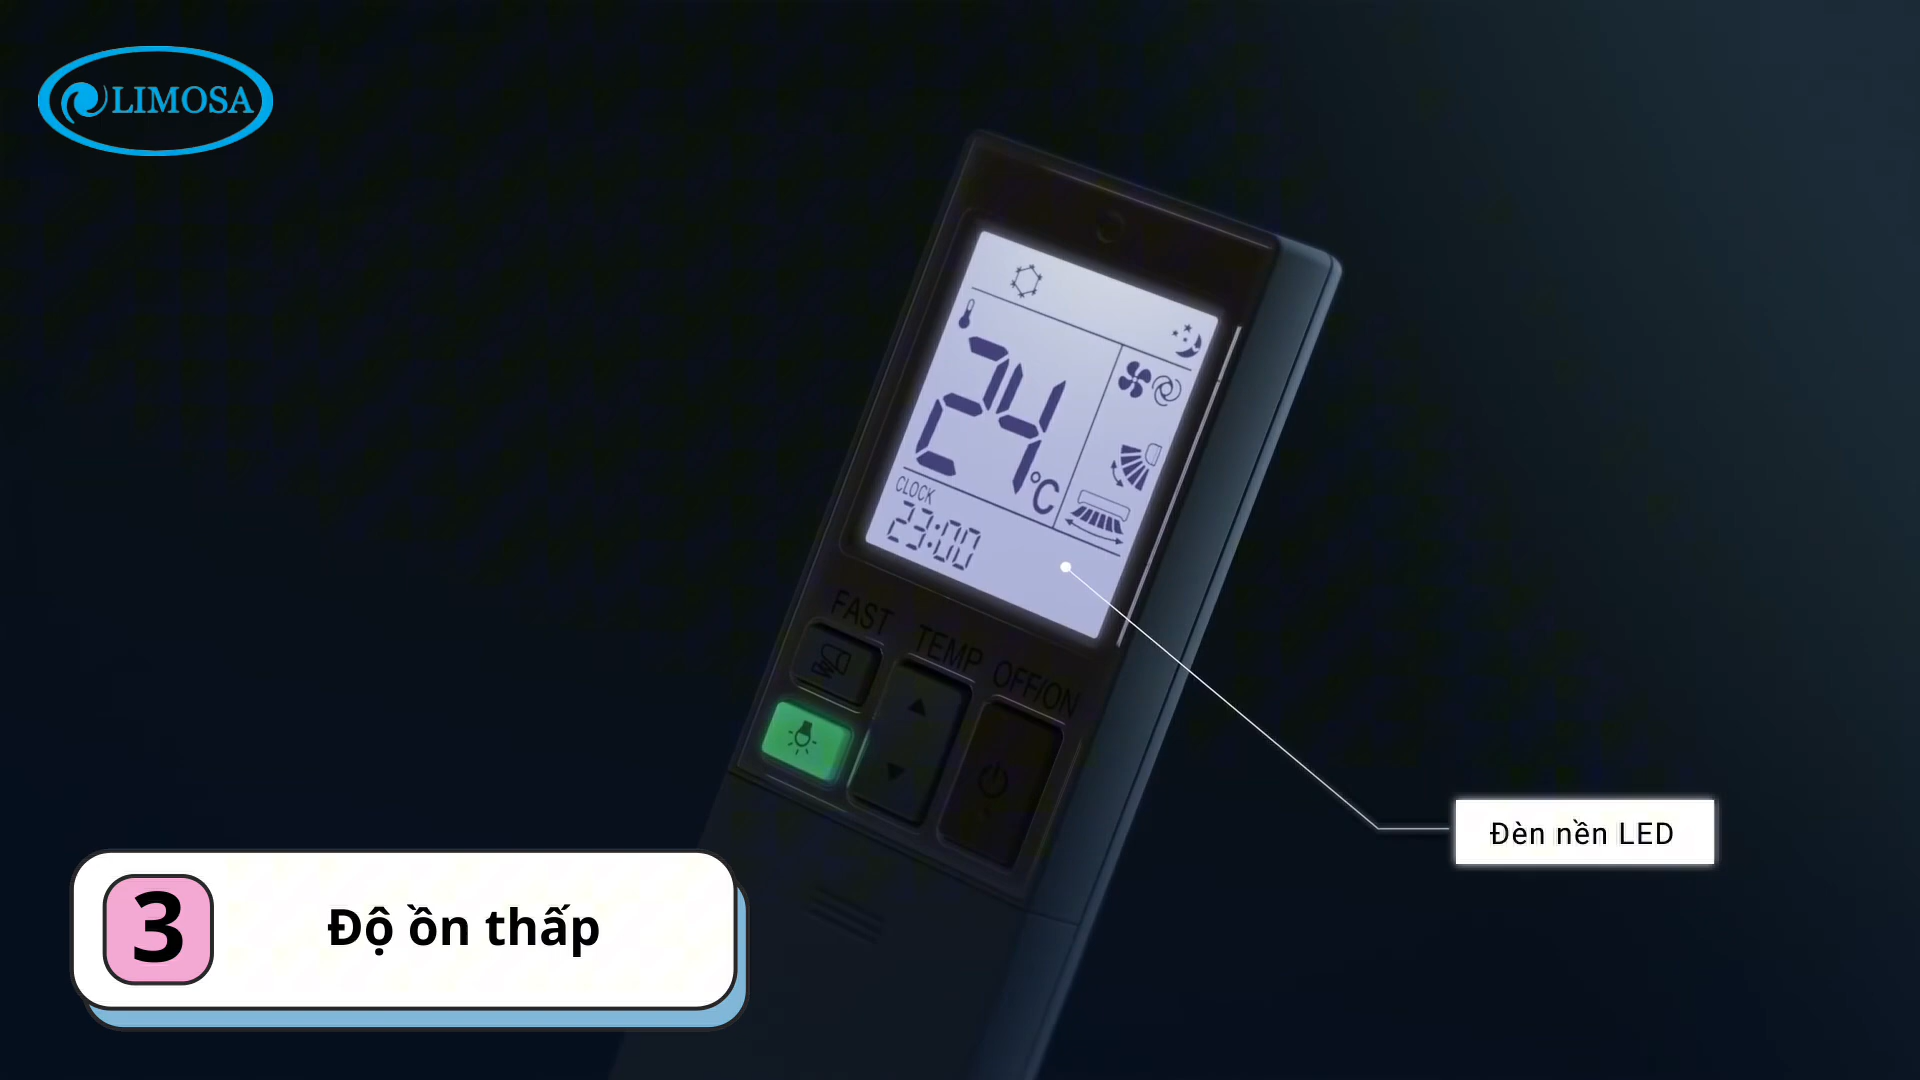 LIMOSA
24°C
CLOCK
23:00
FAST
TEMP
OFF/ON
Đèn nền LED
3
Độ ồn thấp